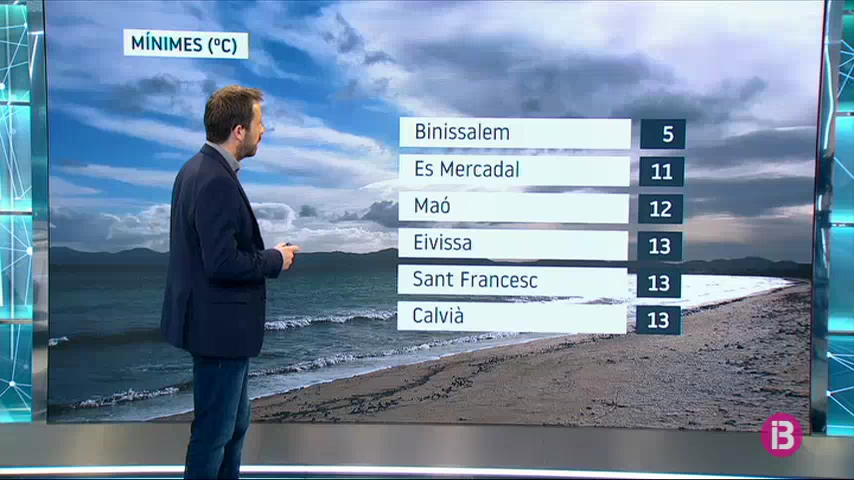 MÍNIMES (ºC)
Binissalem 5
Es Mercadal 11
Maó 12
Eivissa 13
Sant Francesc 13
Calvià 13
IB